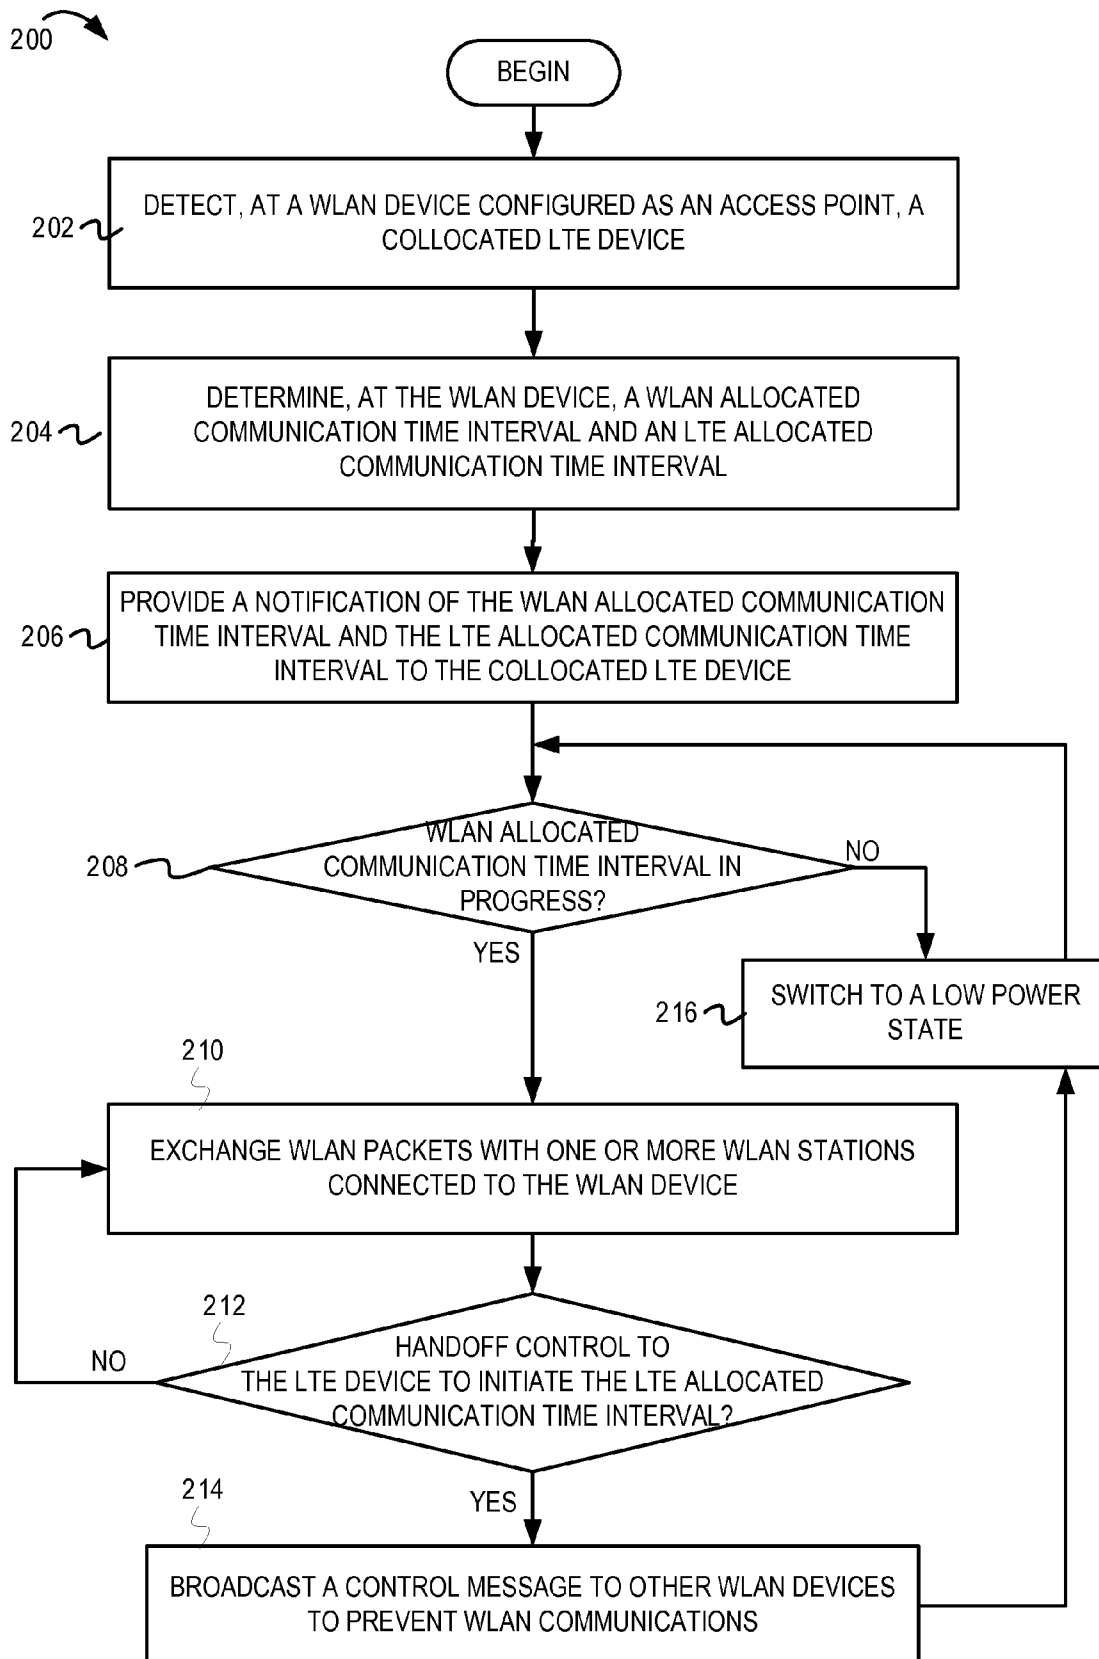 200
BEGIN
DETECT, AT A WLAN DEVICE CONFIGURED AS AN ACCESS POINT, A
COLLOCATED LTE DEVICE
202
DETERMINE, AT THE WLAN DEVICE, A WLAN ALLOCATED
COMMUNICATION TIME INTERVAL AND AN LTE ALLOCATED
COMMUNICATION TIME INTERVAL
204
PROVIDE A NOTIFICATION OF THE WLAN ALLOCATED COMMUNICATION
TIME INTERVAL AND THE LTE ALLOCATED COMMUNICATION TIME
INTERVAL TO THE COLLOCATED LTE DEVICE
206
WLAN ALLOCATED
COMMUNICATION TIME INTERVAL IN
PROGRESS?
208
NO
YES
SWITCH TO A LOW POWER
STATE
216
210
EXCHANGE WLAN PACKETS WITH ONE OR MORE WLAN STATIONS
CONNECTED TO THE WLAN DEVICE
212
HANDOFF CONTROL TO
THE LTE DEVICE TO INITIATE THE LTE ALLOCATED
COMMUNICATION TIME INTERVAL?
NO
YES
214
BROADCAST A CONTROL MESSAGE TO OTHER WLAN DEVICES
TO PREVENT WLAN COMMUNICATIONS